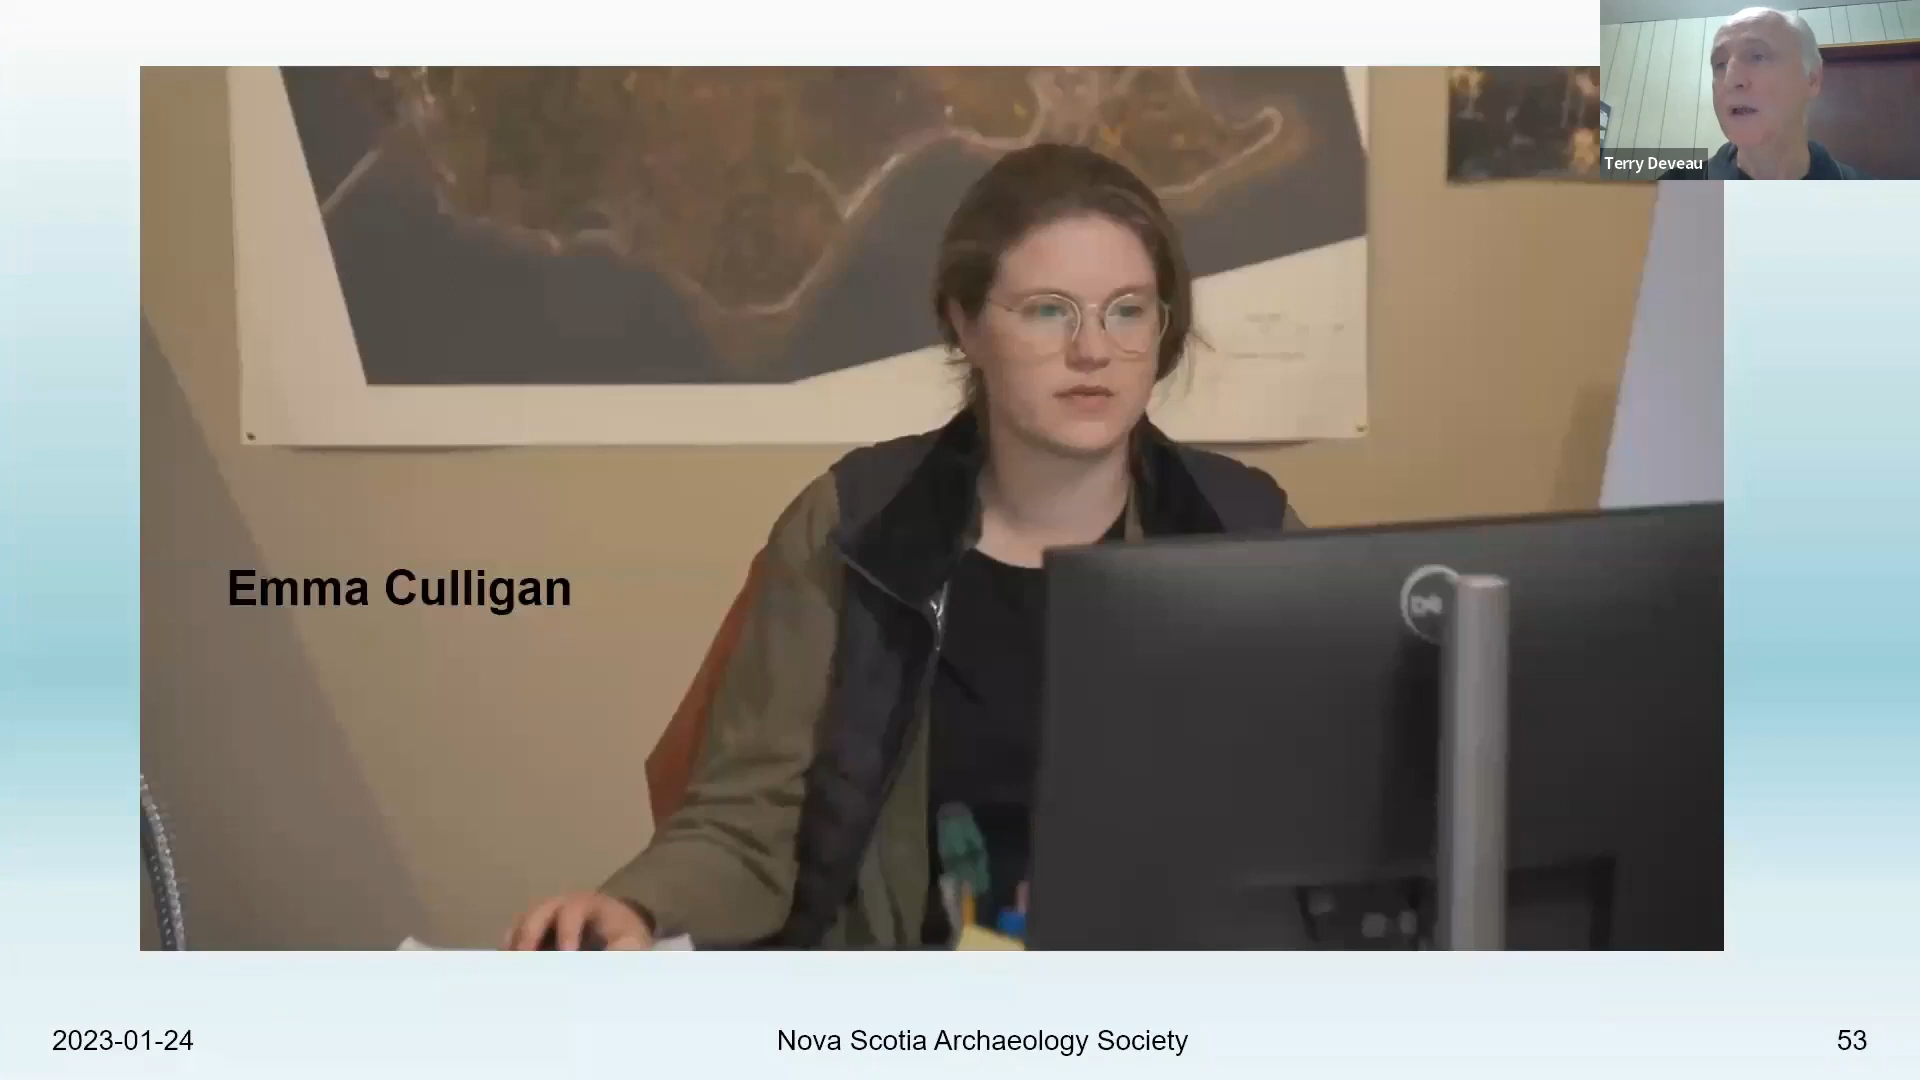 Terry Deveau
Emma Culligan
2023-01-24
Nova Scotia Archaeology Society
53